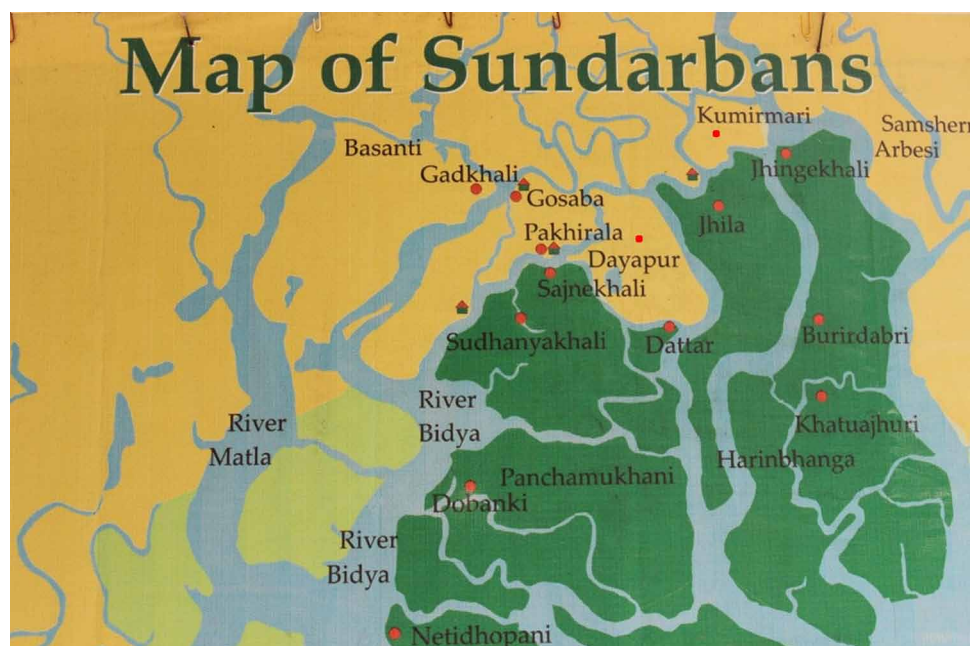 Map of Sundarbans
Kumirmari
Samshern
Arbesi
Basanti
Jhingekhali
Gadkhali
Gosaba
Jhila
Pakhirala
Dayapur
Sajnekhali
Sudhanyakhali
Dattar
Burirdabri
River
Bidya
River
Matla
Khatuajhuri
Harinbhanga
Panchamukhani
Dobanki
River
Bidya
Netidhopani